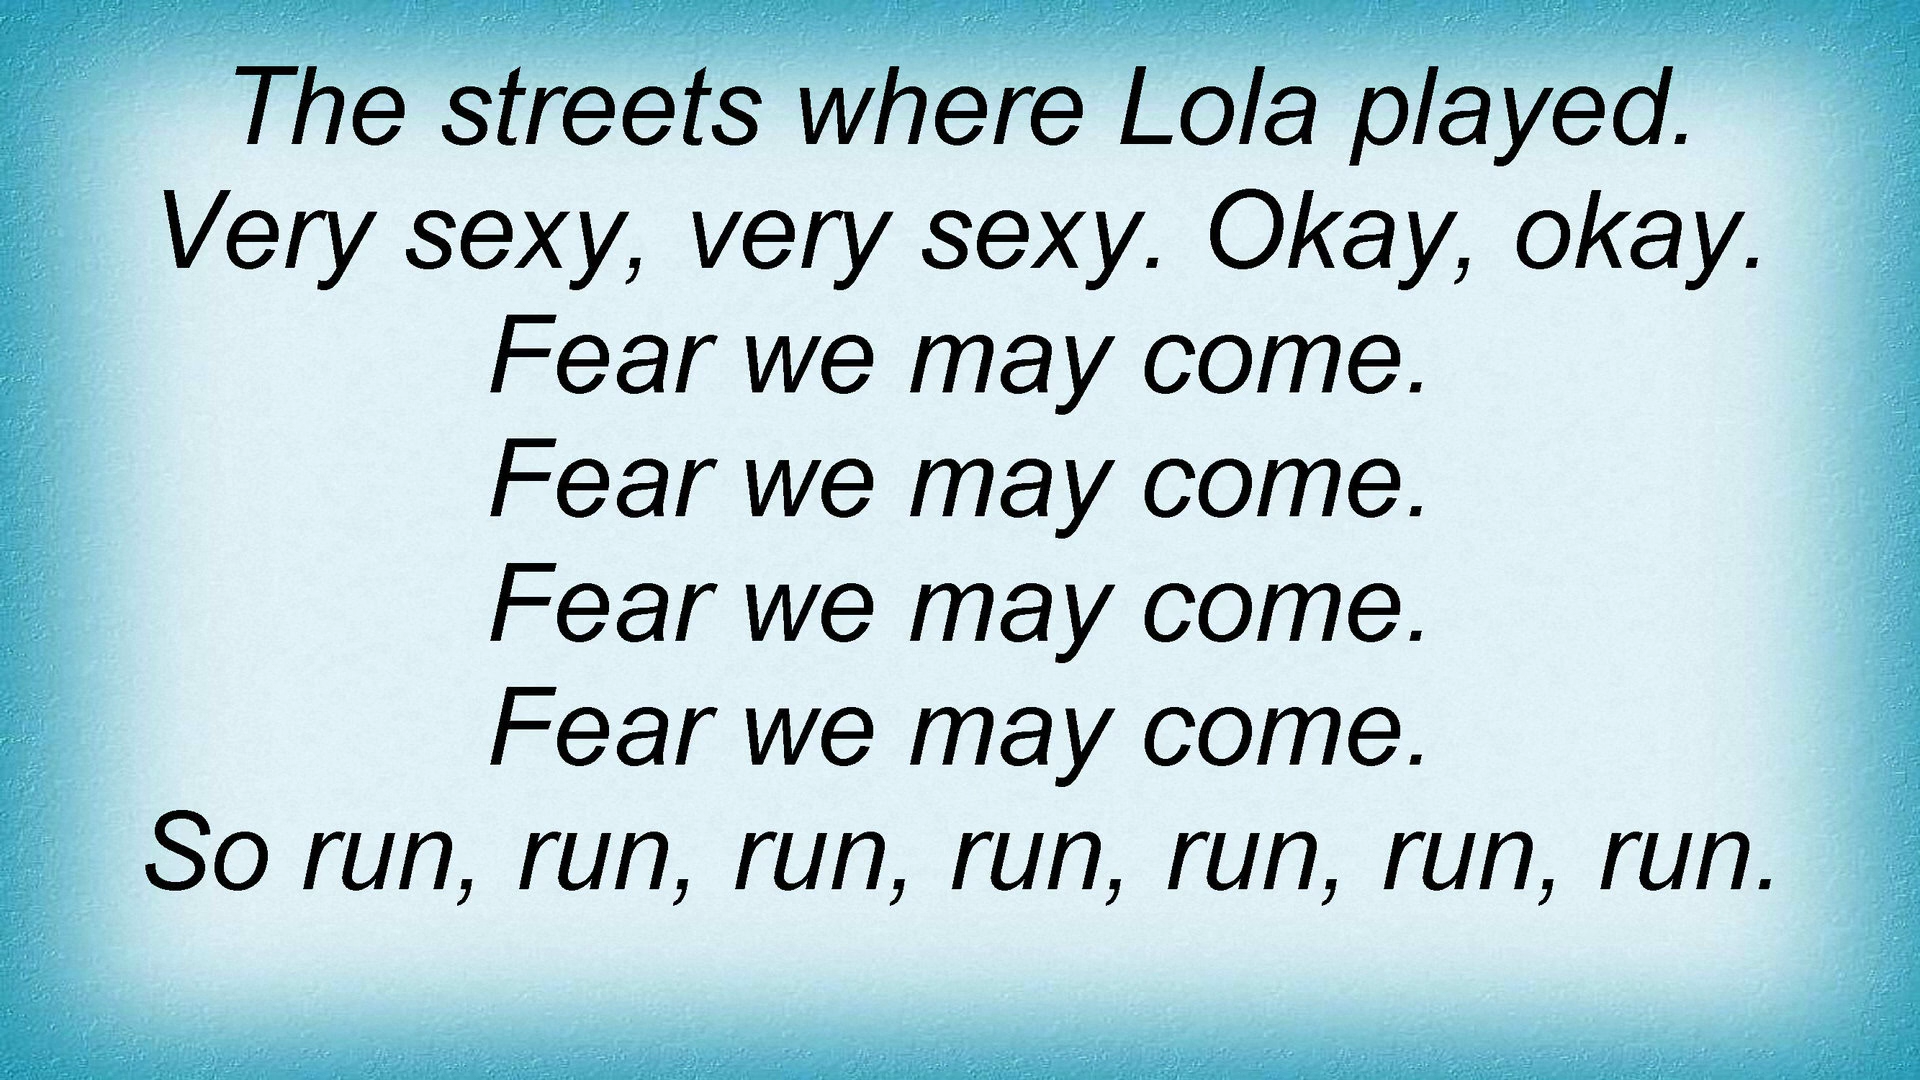 The streets where Lola played.
Very sexy, very sexy. Okay, okay.
Fear we may come.
Fear we may come.
Fear we may come.
Fear we may come.
So run, run, run, run, run, run, run.